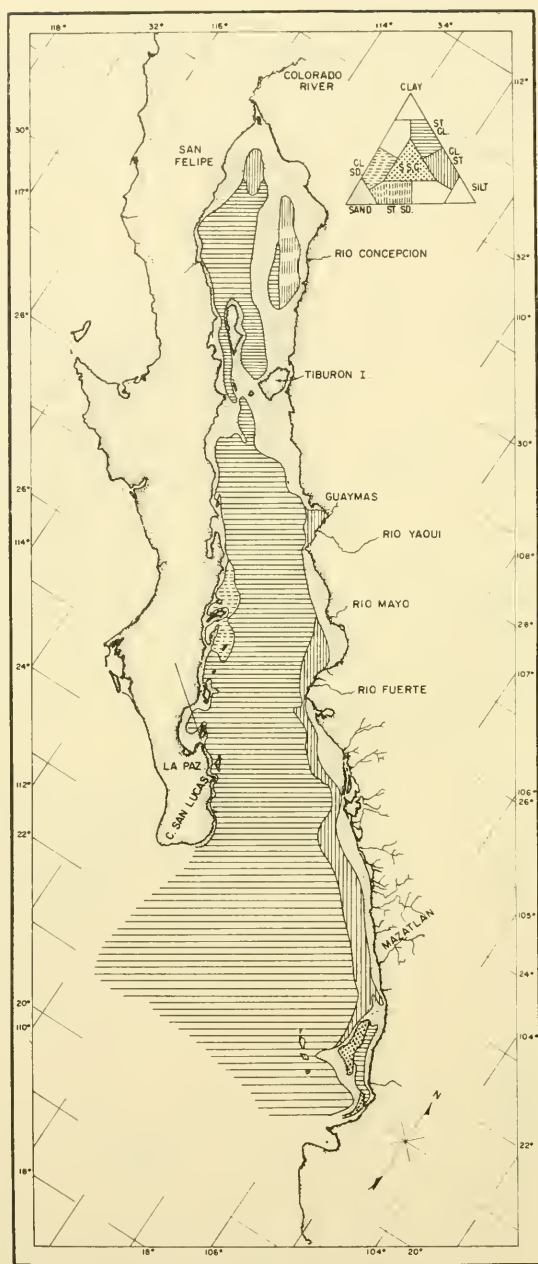 118°
32°
116°
114°
COLORADO
RIVER
112°
CLAY
ST
CL.
CL
ST
CL
SD.
S.S.C.
SILT
SAND
ST SD.
30°
SAN
FELIPE
117°
RIO CONCEPCION
32°
110°
26°
TIBURON I.
30°
26°
114°
GUAYMAS
RIO YAQUI
108°
RIO MAYO
28°
107°
24°
RIO FUERTE
LA PAZ
112°
C. SAN LUCAS
106°
26°
22°
105°
MAZATLAN
24°
20°
110°
104°
N
22°
18°
18°
106°
104°
20°